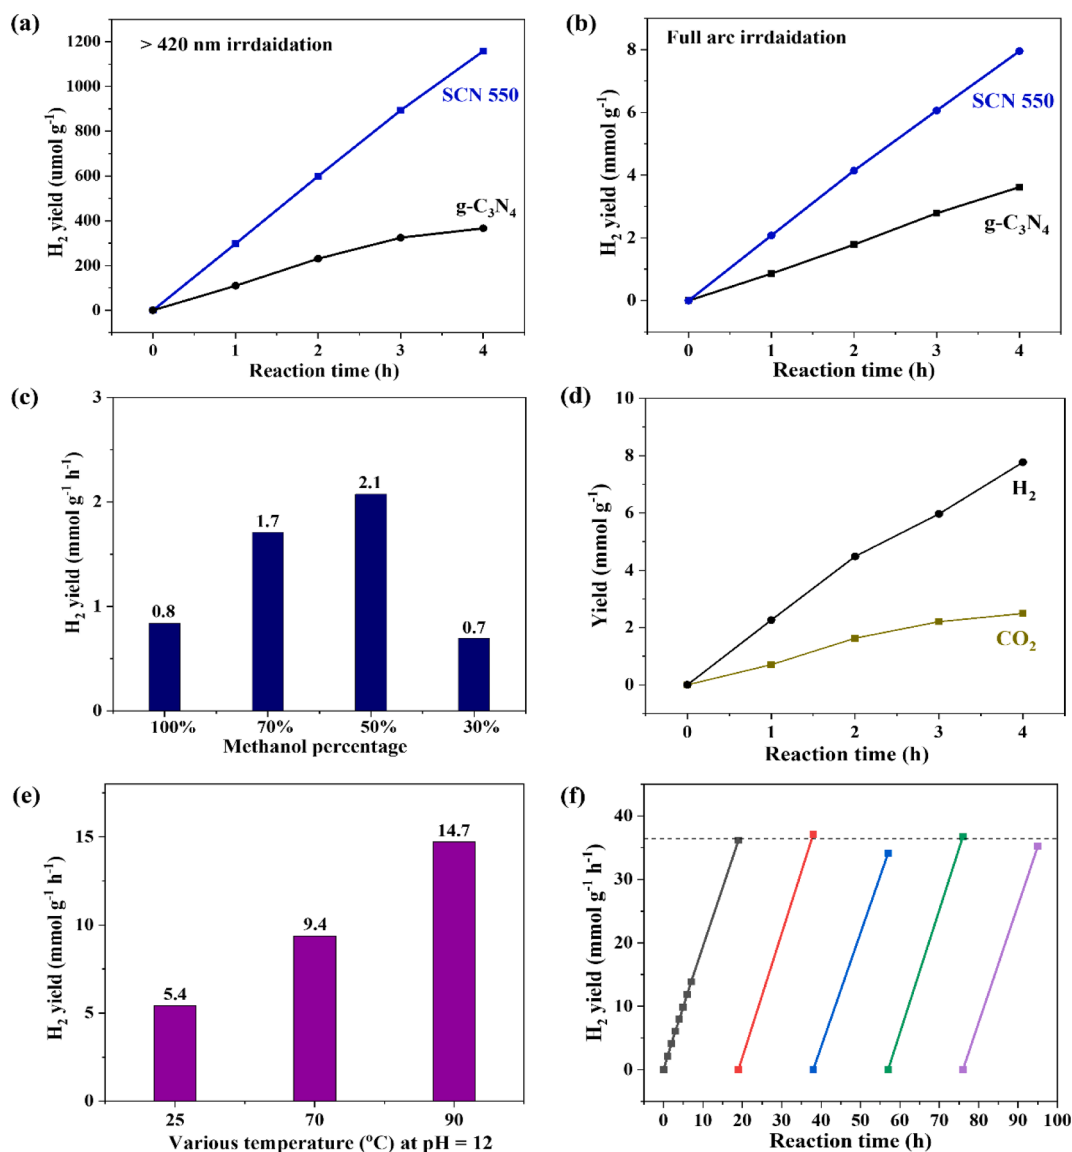 (a)
> 420 nm irrdaidation
SCN 550
g-C₃N₄
H₂ yield (umol g⁻¹)
1200
1000
800
600
400
200
0
0 1 2 3 4
Reaction time (h)
(b)
Full arc irrdaidation
SCN 550
g-C₃N₄
H₂ yield (mmol g⁻¹)
8
6
4
2
0
0 1 2 3 4
Reaction time (h)
(c)
H₂ yield (mmol g⁻¹ h⁻¹)
3
2
1
0
0.8
1.7
2.1
0.7
100% 70% 50% 30%
Methanol percentage
(d)
Yield (mmol g⁻¹)
10
8
6
4
2
0
H₂
CO₂
0 1 2 3 4
Reaction time (h)
(e)
H₂ yield (mmol g⁻¹ h⁻¹)
15
10
5
0
5.4
9.4
14.7
25 70 90
Various temperature (ºC) at pH = 12
(f)
H₂ yield (mmol g⁻¹ h⁻¹)
40
30
20
10
0
0 10 20 30 40 50 60 70 80 90 100
Reaction time (h)